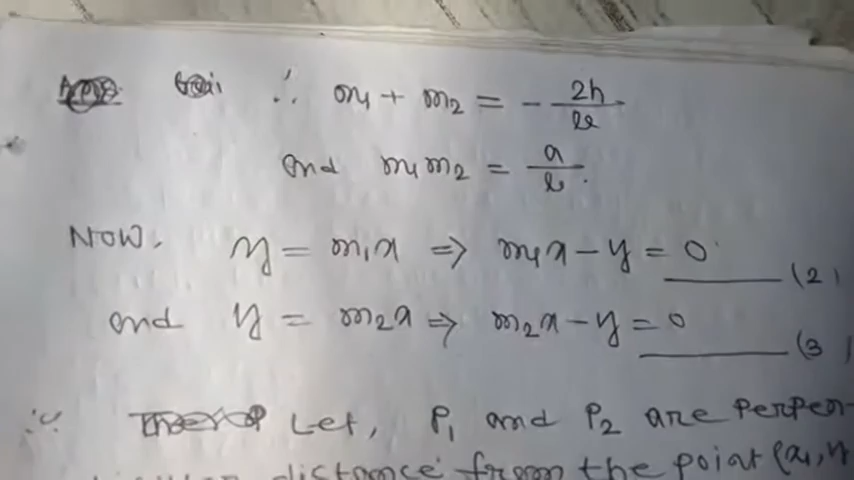 ∴ m1 + m2 = - 2h/b
and m1m2 = a/b.
Now, y = m1x ⇒ m1x - y = 0 (2)
and y = m2x ⇒ m2x - y = 0 (3)
∵ Let, P1 and P2 are perpen-
distance from the point (x1, y